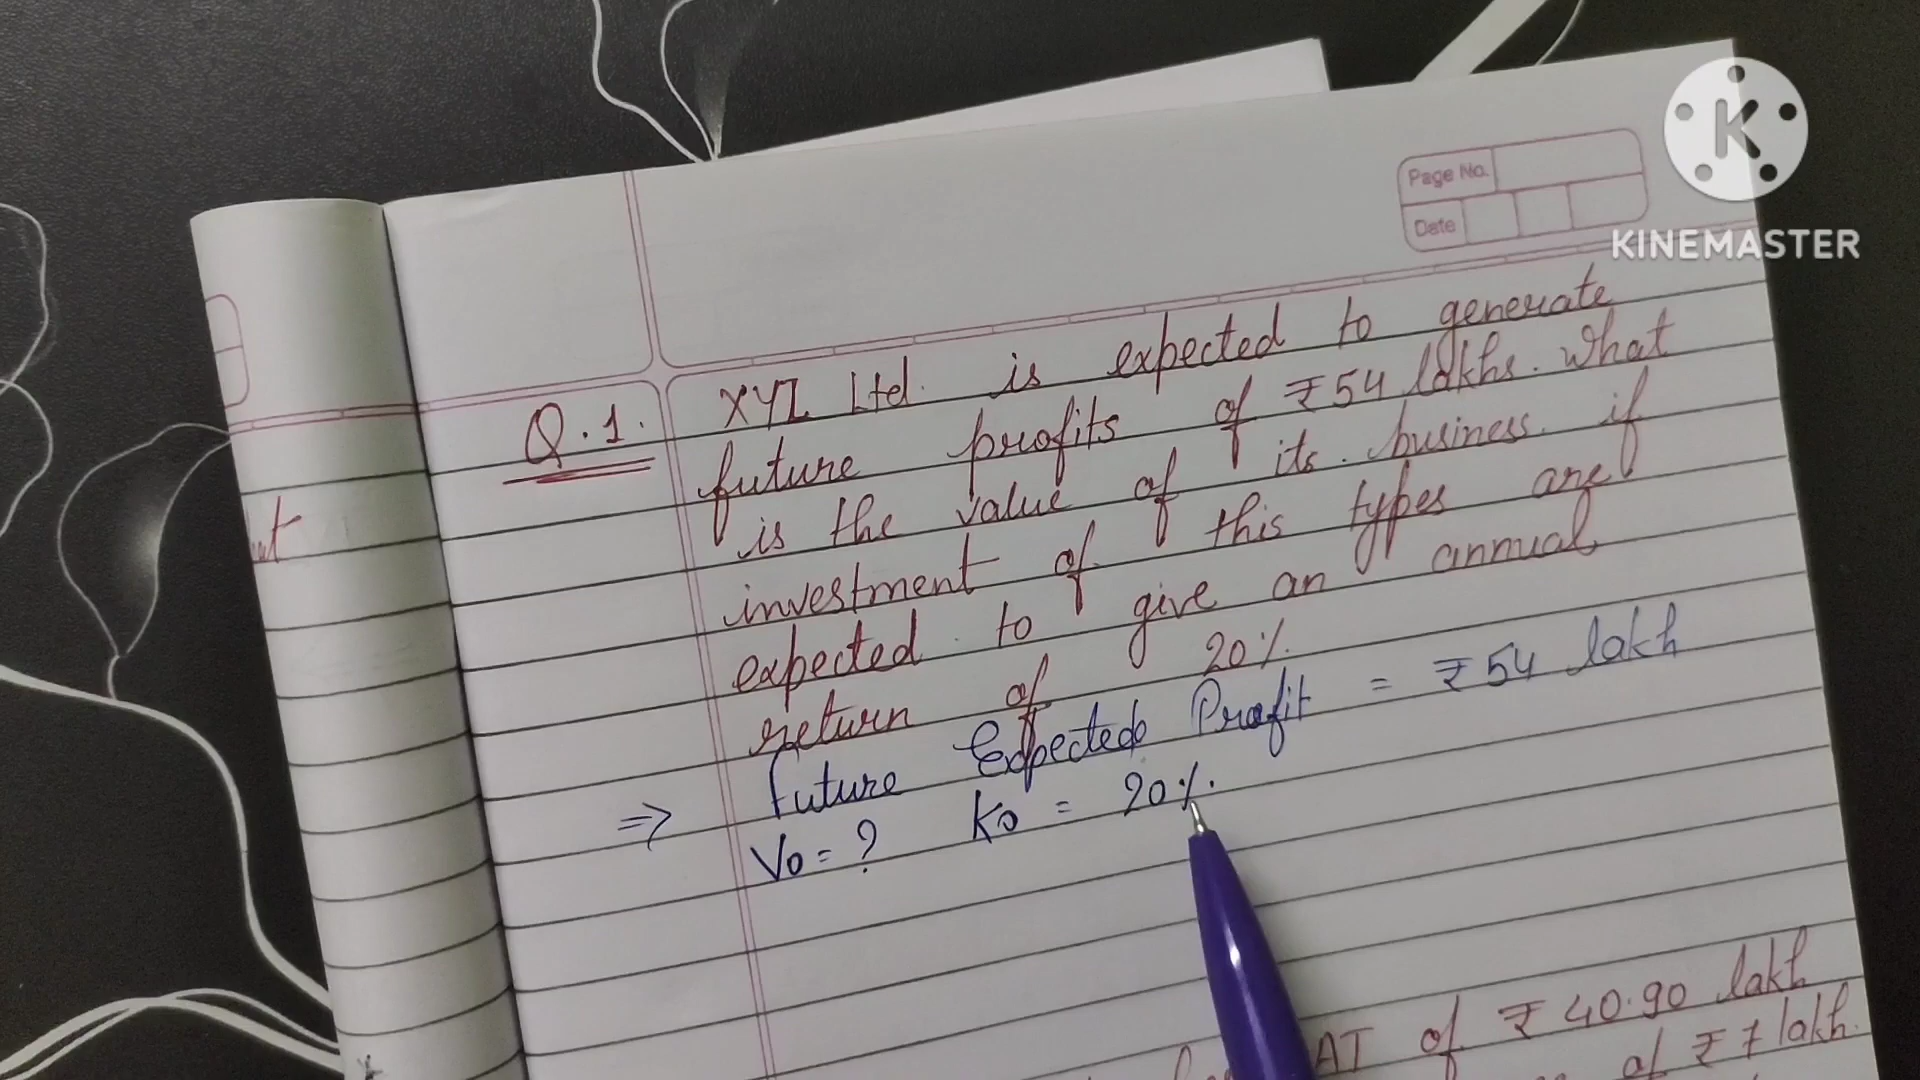 KINEMASTER
Page No.
Date
Q.1. XYZ Ltd. is expected to generate
future profits of ₹54 lakhs. What
is the value of its business if
investment of this types are
expected to give an annual
return of 20%.
⇒ Future Expected Profit = ₹54 lakh
Vo = ? Ko = 20%.
AT of ₹ 40.90 lakh
of ₹ 7 lakh.